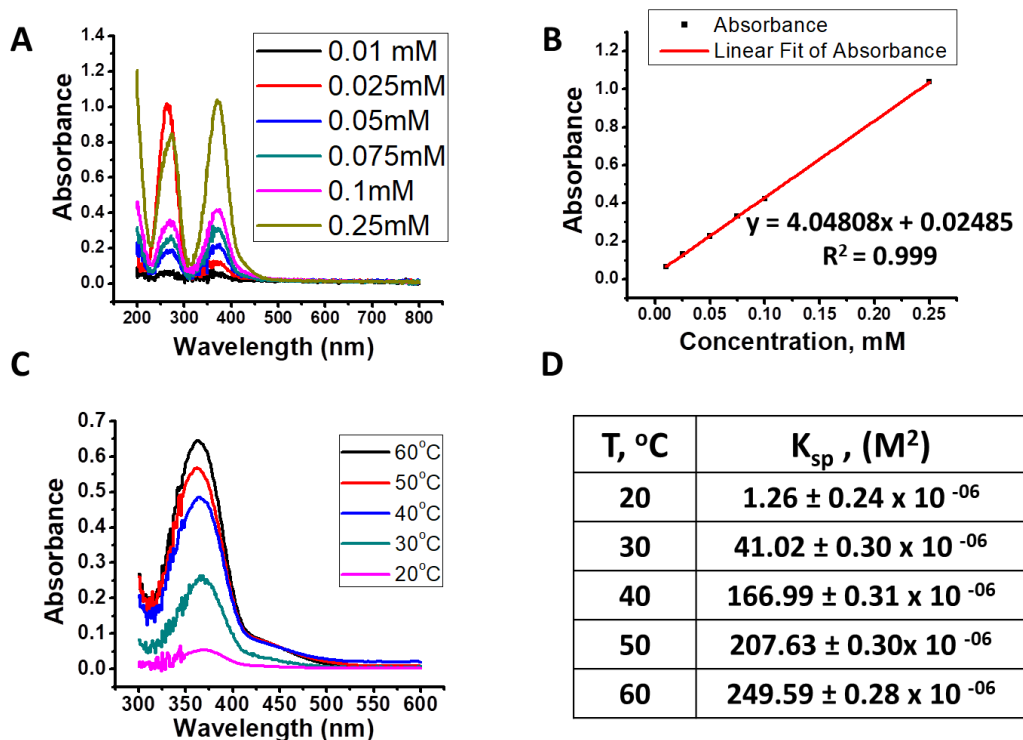 A
Absorbance
1.4
1.2
1.0
0.8
0.6
0.4
0.2
0.0
0.01 mM
0.025mM
0.05mM
0.075mM
0.1mM
0.25mM
200 300 400 500 600 700 800
Wavelength (nm)
B
Absorbance
Linear Fit of Absorbance
Absorbance
1.2
1.0
0.8
0.6
0.4
0.2
0.0
y = 4.04808x + 0.02485
R² = 0.999
0.00 0.05 0.10 0.15 0.20 0.25
Concentration, mM
C
Absorbance
0.7
0.6
0.5
0.4
0.3
0.2
0.1
0.0
60°C
50°C
40°C
30°C
20°C
300 350 400 450 500 550 600
Wavelength (nm)
D
T, °C Ksp , (M²)
20 1.26 ± 0.24 x 10 ⁻⁰⁶
30 41.02 ± 0.30 x 10 ⁻⁰⁶
40 166.99 ± 0.31 x 10 ⁻⁰⁶
50 207.63 ± 0.30x 10 ⁻⁰⁶
60 249.59 ± 0.28 x 10 ⁻⁰⁶